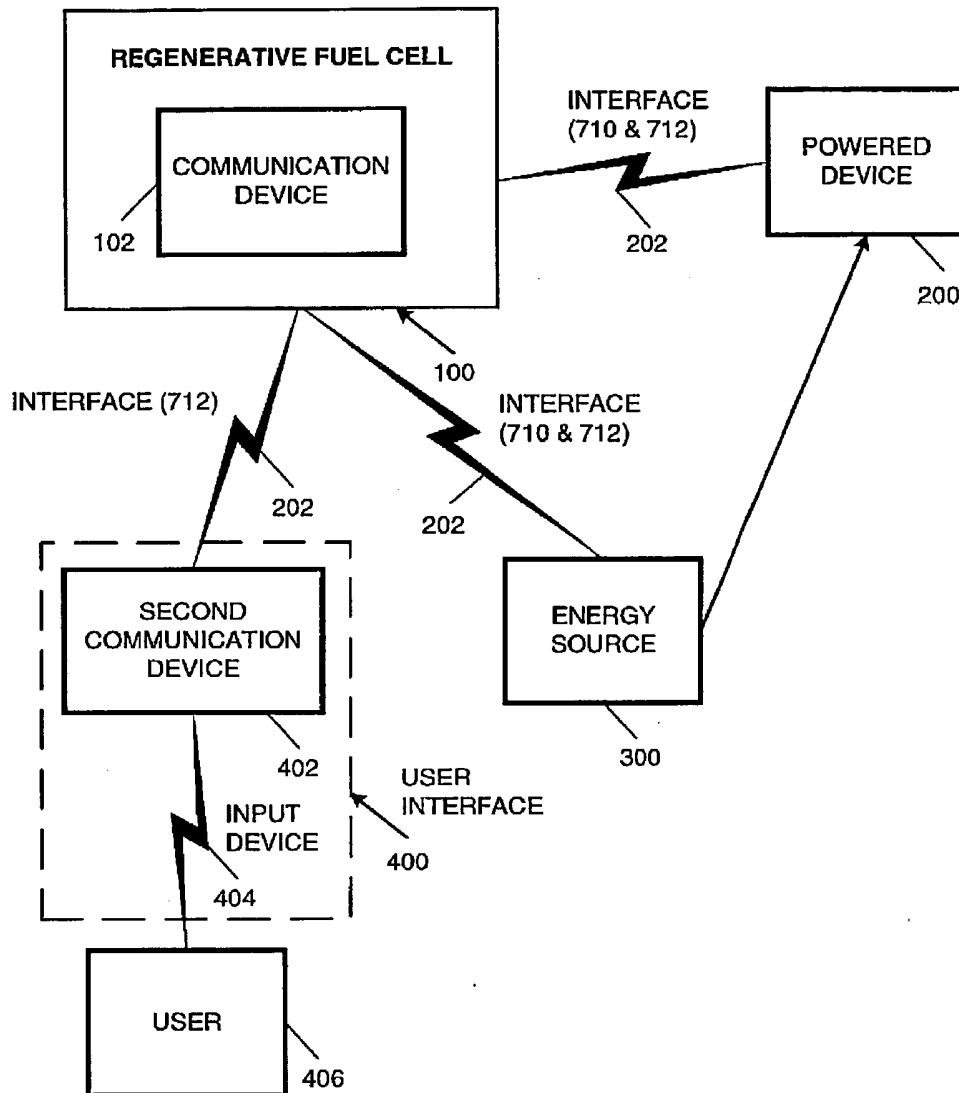 REGENERATIVE FUEL CELL
COMMUNICATION
DEVICE
102
INTERFACE
(710 & 712)
202
POWERED
DEVICE
200
100
INTERFACE (712)
202
INTERFACE
(710 & 712)
202
SECOND
COMMUNICATION
DEVICE
402
ENERGY
SOURCE
300
USER
INTERFACE
400
INPUT
DEVICE
404
USER
406